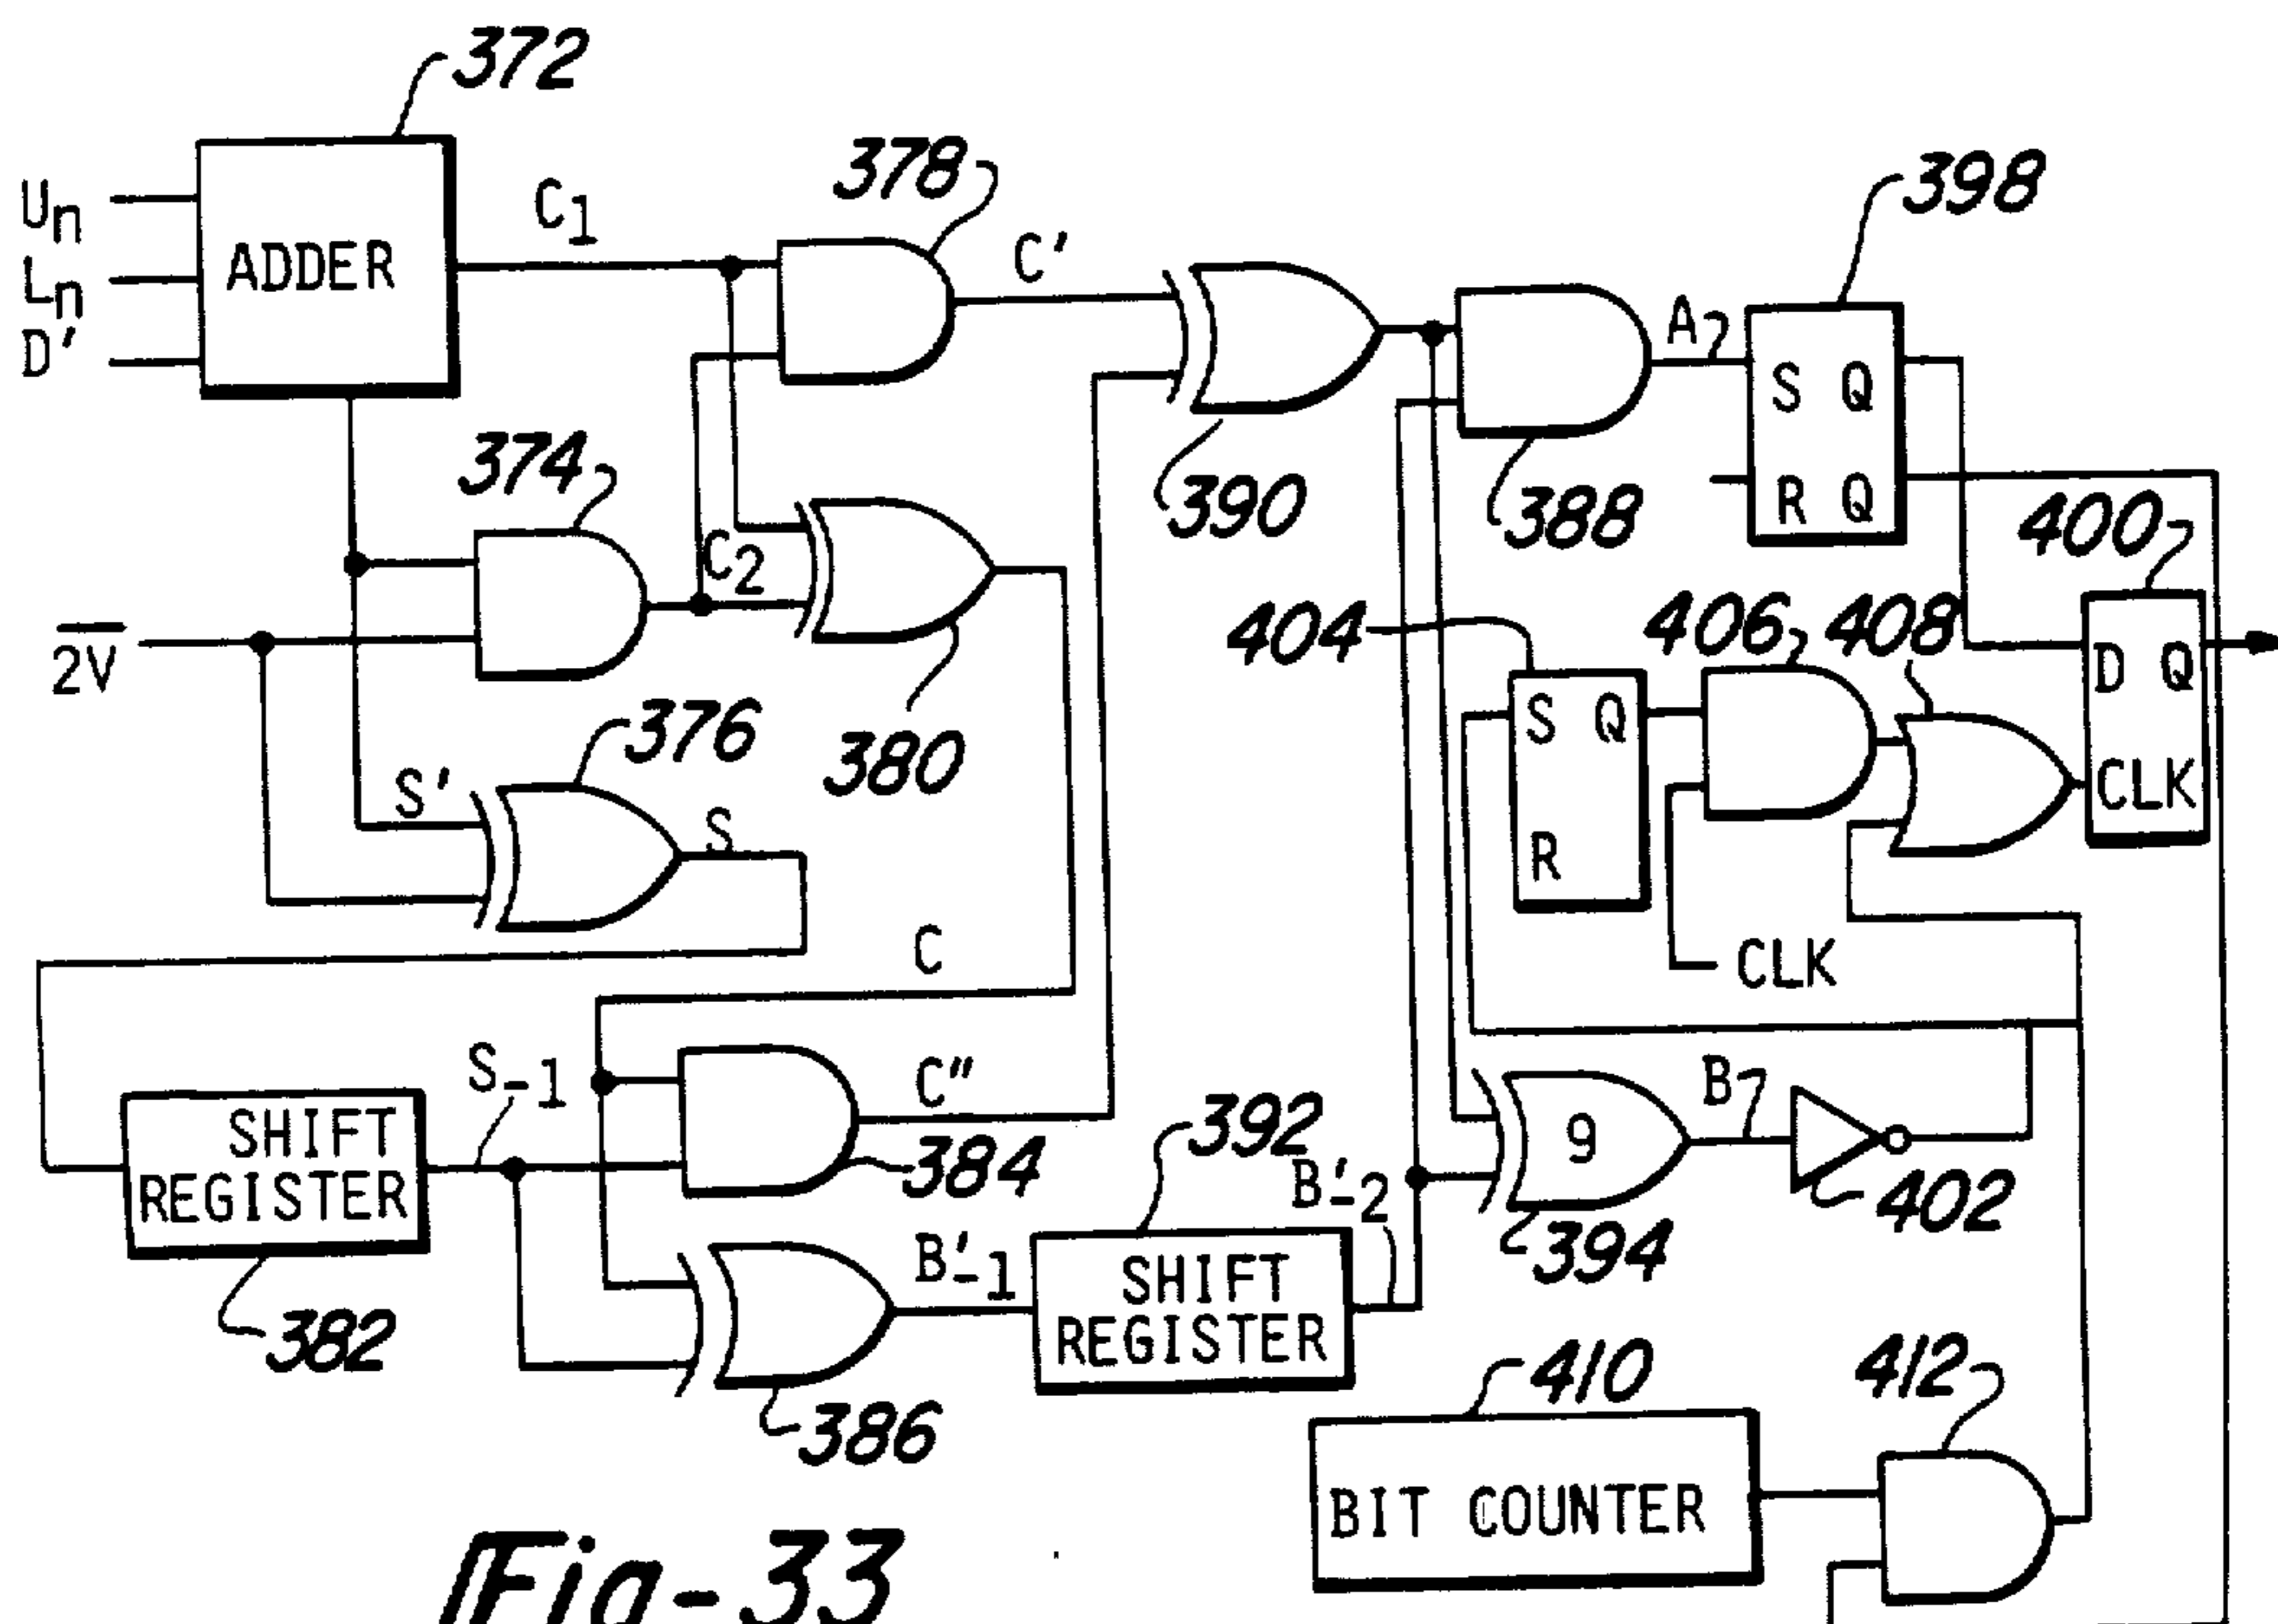 372
Un
Ln
D'
ADDER
C1
378
C'
398
A7
S Q
R Q
390
388
400
374
C2
2V
404
406
408
D Q
CLK
S Q
R
CLK
376
380
S'
S
C
S-1
C"
384
SHIFT
REGISTER
382
B'-1
386
392
SHIFT
REGISTER
B'-2
9
394
B7
402
410
BIT COUNTER
412
Fig-33